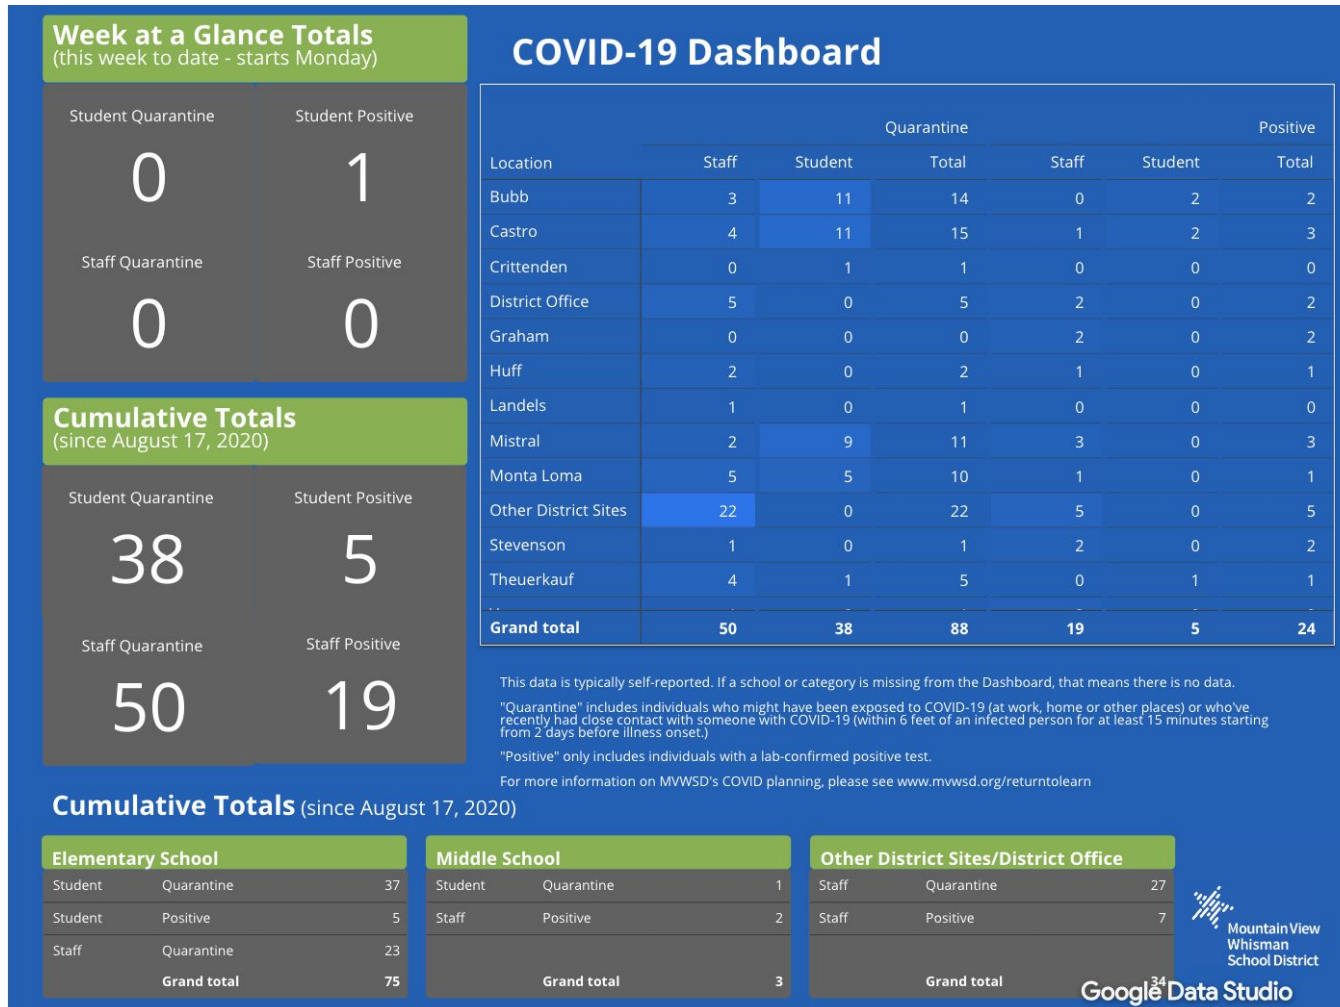 Week at a Glance Totals
(this week to date - starts Monday)
Student Quarantine Student Positive
0 1
Staff Quarantine Staff Positive
0 0
Cumulative Totals
(since August 17, 2020)
Student Quarantine Student Positive
38 5
Staff Quarantine Staff Positive
50 19
COVID-19 Dashboard
Quarantine Positive
Location Staff Student Total Staff Student Total
Bubb 3 11 14 0 2 2
Castro 4 11 15 1 2 3
Crittenden 0 1 1 0 0 0
District Office 5 0 5 2 0 2
Graham 0 0 0 2 0 2
Huff 2 0 2 1 0 1
Landels 1 0 1 0 0 0
Mistral 2 9 11 3 0 3
Monta Loma 5 5 10 1 0 1
Other District Sites 22 0 22 5 0 5
Stevenson 1 0 1 2 0 2
Theuerkauf 4 1 5 0 1 1
Grand total 50 38 88 19 5 24
This data is typically self-reported. If a school or category is missing from the Dashboard, that means there is no data.
"Quarantine" includes individuals who might have been exposed to COVID-19 (at work, home or other places) or who've
recently had close contact with someone with COVID-19 (within 6 feet of an infected person for at least 15 minutes starting
from 2 days before illness onset.)
"Positive" only includes individuals with a lab-confirmed positive test.
For more information on MVWSD's COVID planning, please see www.mvwsd.org/returntolearn
Cumulative Totals (since August 17, 2020)
Elementary School
Student Quarantine 37
Student Positive 5
Staff Quarantine 23
Grand total 75
Middle School
Student Quarantine 1
Staff Positive 2
Grand total 3
Other District Sites/District Office
Staff Quarantine 27
Staff Positive 7
Grand total 34
Mountain View
Whisman
School District
Google Data Studio